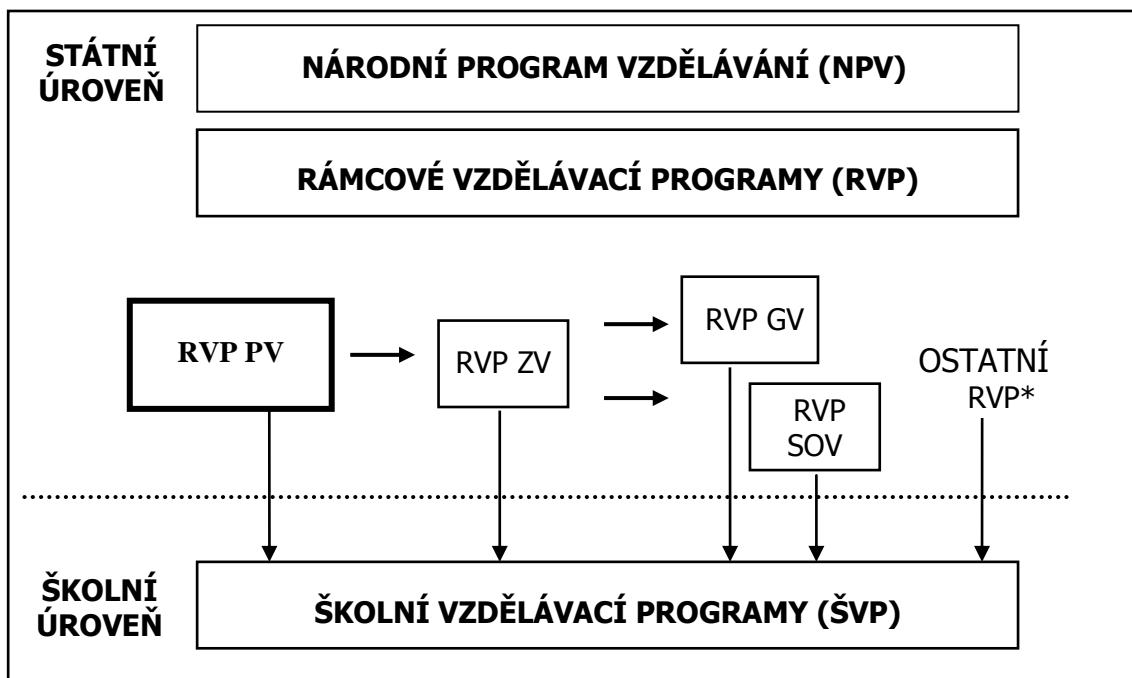 STÁTNÍ
ÚROVEŇ
NÁRODNÍ PROGRAM VZDĚLÁVÁNÍ (NPV)
RÁMCOVÉ VZDĚLÁVACÍ PROGRAMY (RVP)
RVP PV
RVP ZV
RVP GV
RVP
SOV
OSTATNÍ
RVP*
ŠKOLNÍ
ÚROVEŇ
ŠKOLNÍ VZDĚLÁVACÍ PROGRAMY (ŠVP)